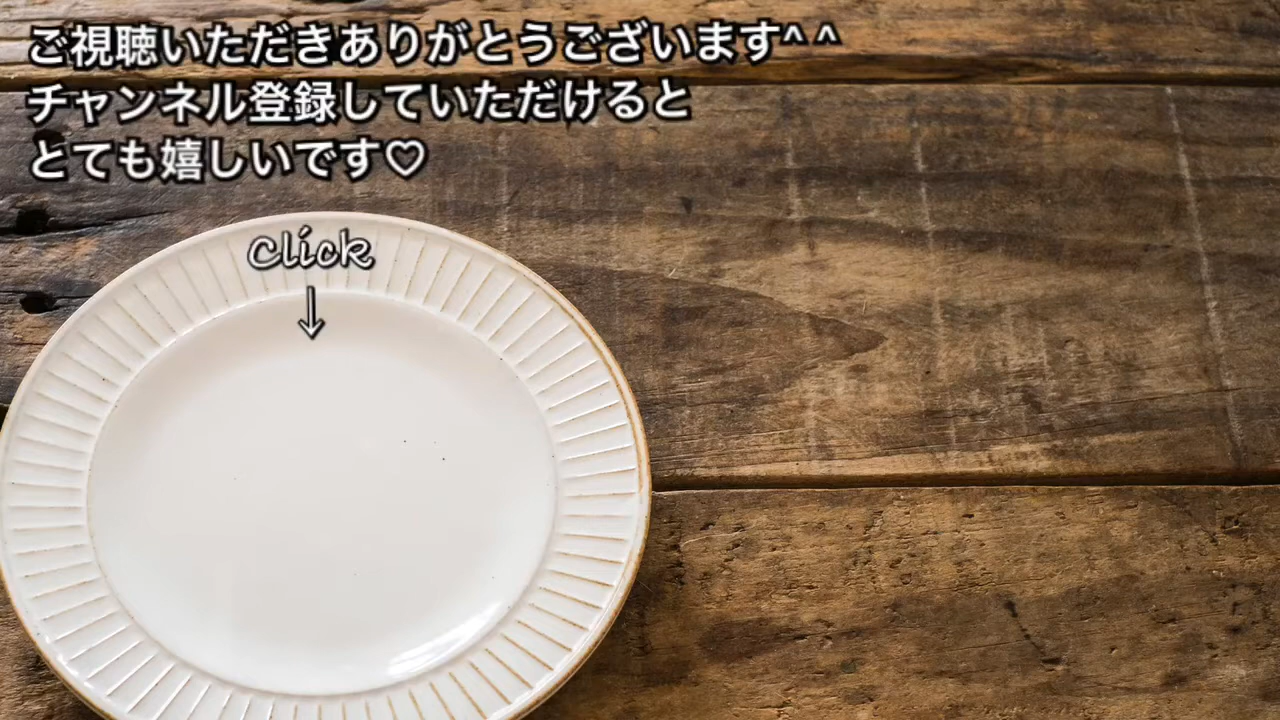 ご視聴いただきありがとうございます^ ^
チャンネル登録していただけると
とても嬉しいです♡
Click
↓